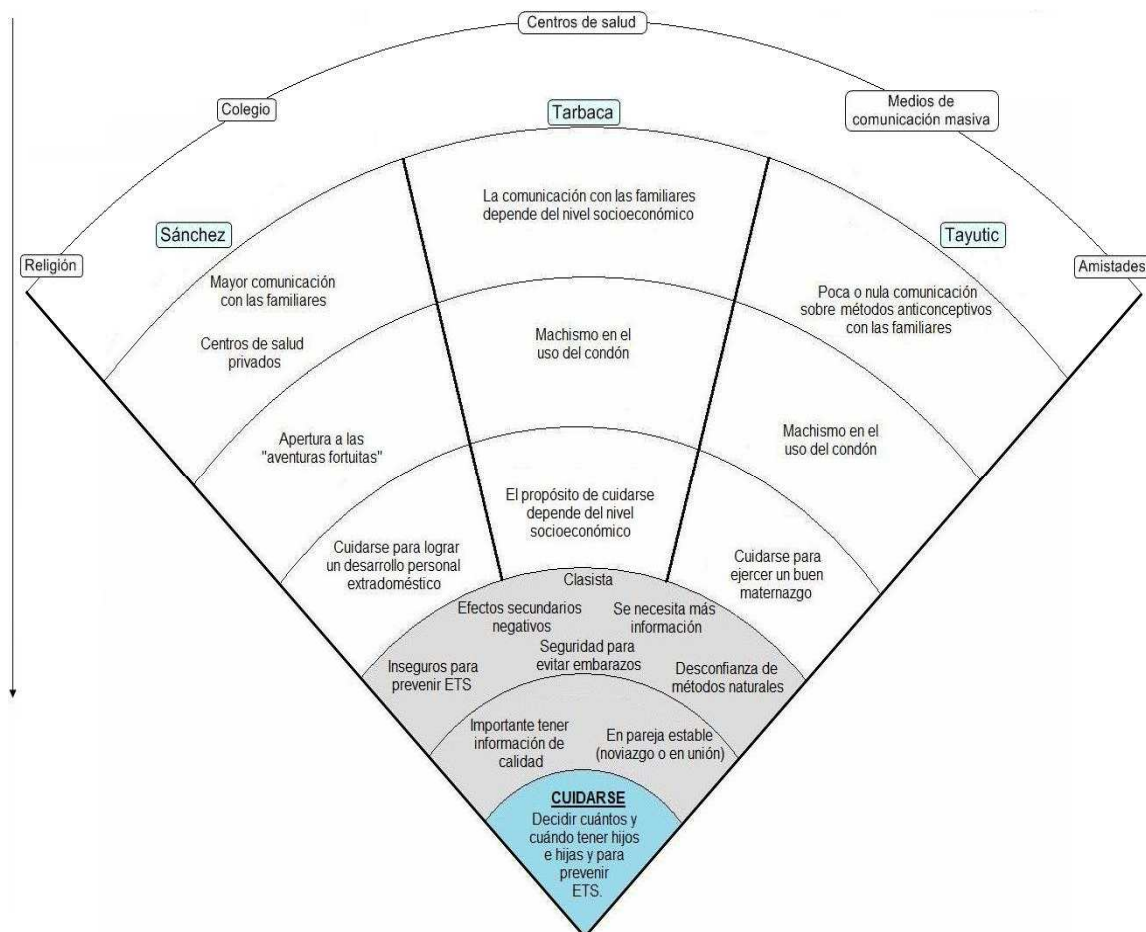 Centros de salud
Colegio
Medios de
comunicación masiva
Tarbaca
Sánchez
Tayutic
Religión
Amistades
La comunicación con las familiares
depende del nivel socioeconómico
Mayor comunicación
con las familiares
Centros de salud
privados
Poca o nula comunicación
sobre métodos anticonceptivos
con las familiares
Machismo en el
uso del condón
Apertura a las
"aventuras fortuitas"
Machismo en el
uso del condón
El propósito de cuidarse
depende del nivel
socioeconómico
Cuidarse para lograr
un desarrollo personal
extradoméstico
Cuidarse para
ejercer un buen
maternazgo
Clasista
Efectos secundarios
negativos
Se necesita más
información
Seguridad para
evitar embarazos
Inseguros para
prevenir ETS
Desconfianza de
métodos naturales
Importante tener
información de
calidad
En pareja estable
(noviazgo o en unión)
CUIDARSE
Decidir cuántos y
cuándo tener hijos
e hijas y para
prevenir
ETS.